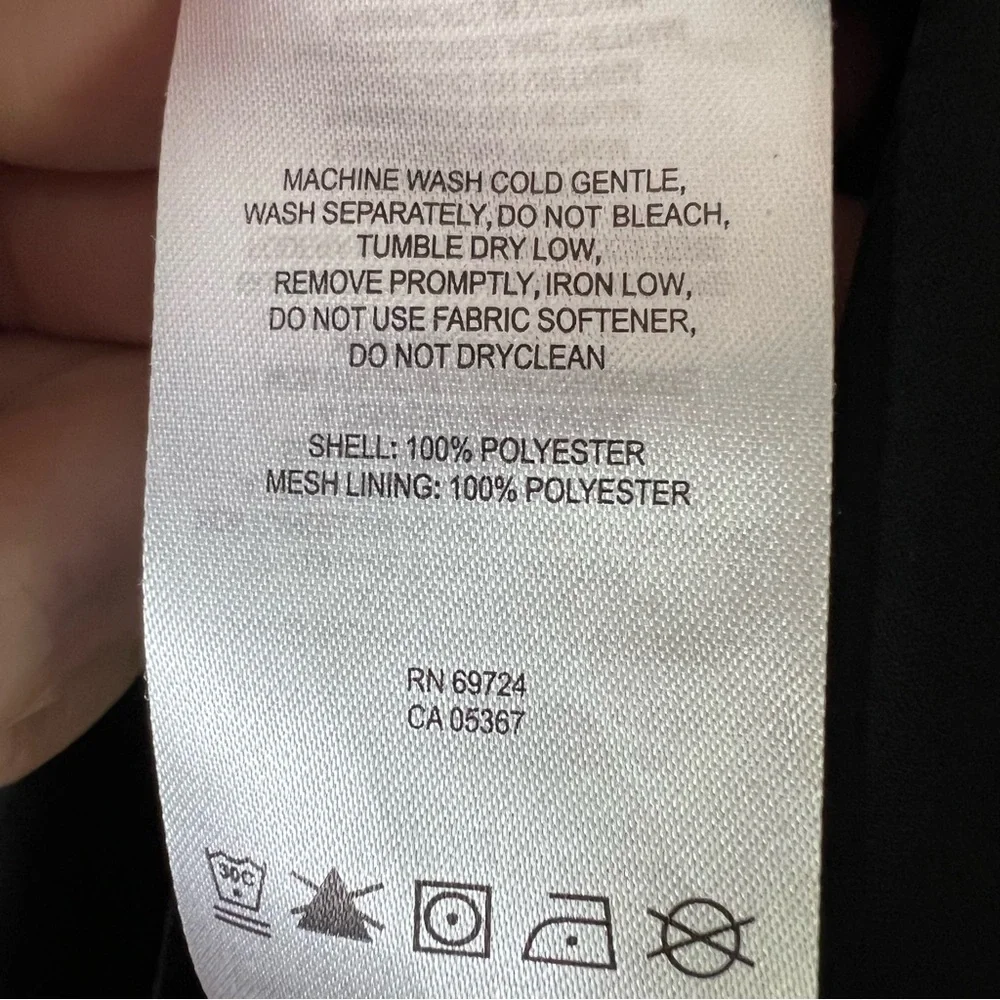 MACHINE WASH COLD GENTLE,
WASH SEPARATELY, DO NOT BLEACH,
TUMBLE DRY LOW,
REMOVE PROMPTLY, IRON LOW,
DO NOT USE FABRIC SOFTENER,
DO NOT DRYCLEAN
SHELL: 100% POLYESTER
MESH LINING: 100% POLYESTER
RN 69724
CA 05367
30C